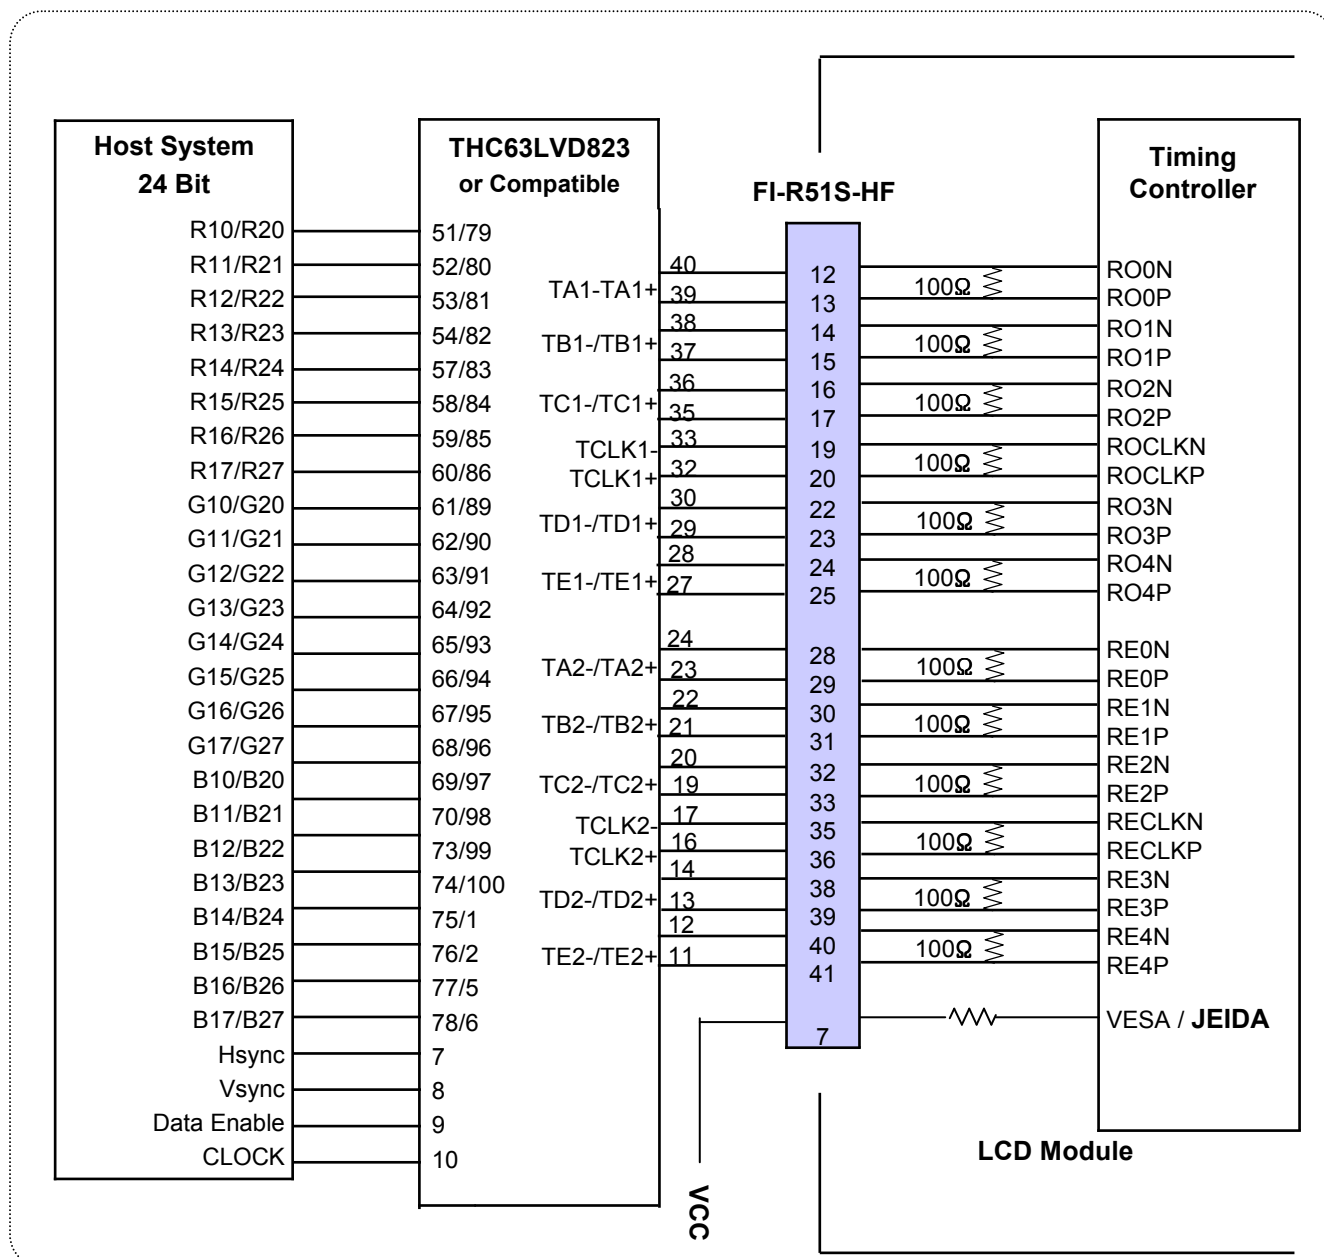 Host System
24 Bit
R10/R20
R11/R21
R12/R22
R13/R23
R14/R24
R15/R25
R16/R26
R17/R27
G10/G20
G11/G21
G12/G22
G13/G23
G14/G24
G15/G25
G16/G26
G17/G27
B10/B20
B11/B21
B12/B22
B13/B23
B14/B24
B15/B25
B16/B26
B17/B27
Hsync
Vsync
Data Enable
CLOCK
THC63LVD823
or Compatible
51/79
52/80
53/81
54/82
57/83
58/84
59/85
60/86
61/89
62/90
63/91
64/92
65/93
66/94
67/95
68/96
69/97
70/98
73/99
74/100
75/1
76/2
77/5
78/6
7
8
9
10
TA1-TA1+
TB1-/TB1+
TC1-/TC1+
TCLK1-
TCLK1+
TD1-/TD1+
TE1-/TE1+
TA2-/TA2+
TB2-/TB2+
TC2-/TC2+
TCLK2-
TCLK2+
TD2-/TD2+
TE2-/TE2+
40
39
38
37
36
35
33
32
30
29
28
27
24
23
22
21
20
19
17
16
14
13
12
11
VCC
FI-R51S-HF
12
13
14
15
16
17
19
20
22
23
24
25
28
29
30
31
32
33
35
36
38
39
40
41
7
100Ω
100Ω
100Ω
100Ω
100Ω
100Ω
100Ω
100Ω
100Ω
100Ω
100Ω
100Ω
Timing
Controller
RO0N
RO0P
RO1N
RO1P
RO2N
RO2P
ROCLKN
ROCLKP
RO3N
RO3P
RO4N
RO4P
RE0N
RE0P
RE1N
RE1P
RE2N
RE2P
RECLKN
RECLKP
RE3N
RE3P
RE4N
RE4P
VESA / JEIDA
LCD Module